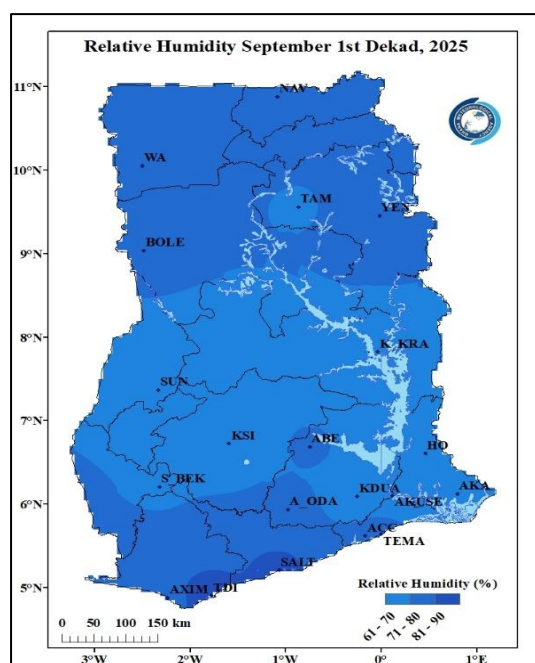 Relative Humidity September 1st Dekad, 2025
11°N
NAV
WA
10°N
TAM
YEN
BOLE
9°N
8°N
K_KRA
SUN
7°N
KSI
ABE
HO
S_BEK
KDUA
AKA
6°N
A_ODA
AKUSE
ACC
TEMA
SALT
Relative Humidity (%)
5°N
AXIM
TDI
61 - 70
71 - 80
81 - 90
0 50 100 150 km
3°W 2°W 1°W 0° 1°E